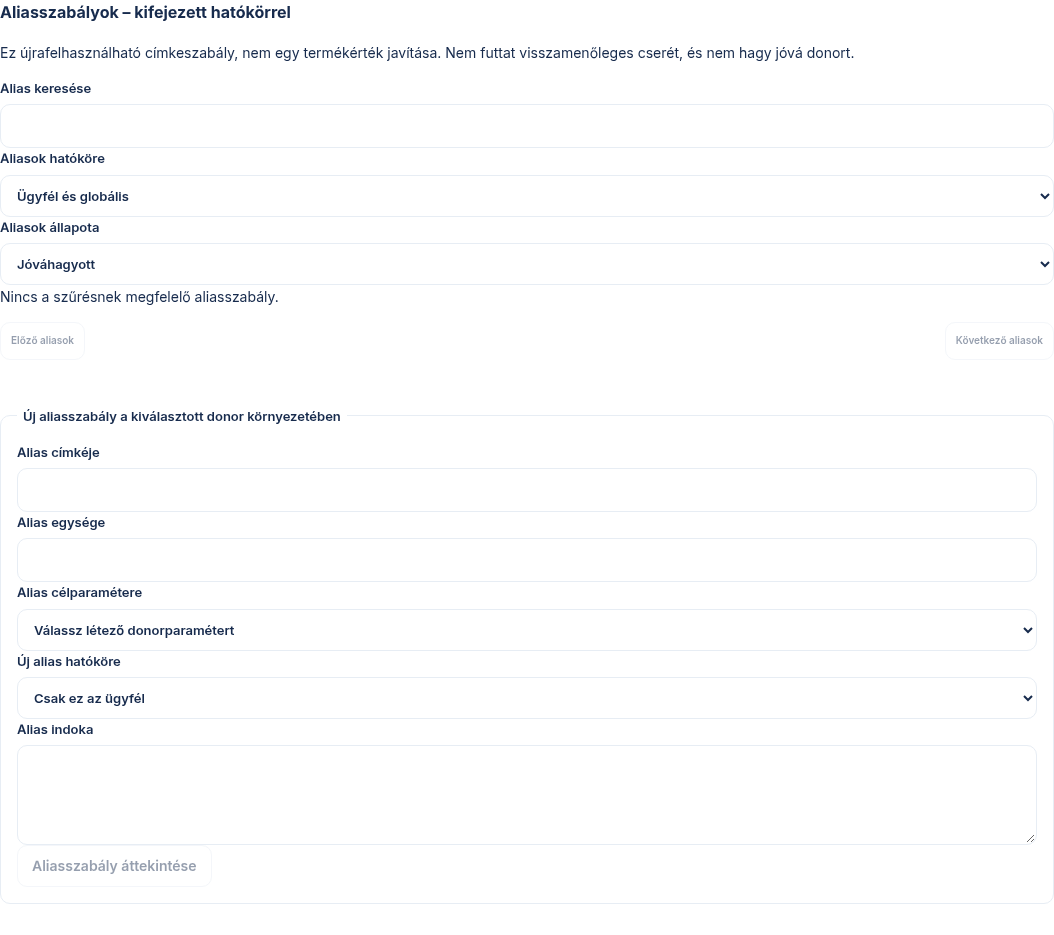 Aliasszabályok – kifejezett hatókörrel
Ez újrafelhasználható címkeszabály, nem egy termékérték javítása. Nem futtat visszamenőleges cserét, és nem hagy jóvá donort.
Alias keresése
Aliasok hatóköre
Ügyfél és globális
Aliasok állapota
Jóváhagyott
Nincs a szűrésnek megfelelő aliasszabály.
Előző aliasok
Következő aliasok
Új aliasszabály a kiválasztott donor környezetében
Alias címkéje
Alias egysége
Alias célparamétere
Válassz létező donorparamétert
Új alias hatóköre
Csak ez az ügyfél
Alias indoka
Aliasszabály áttekintése